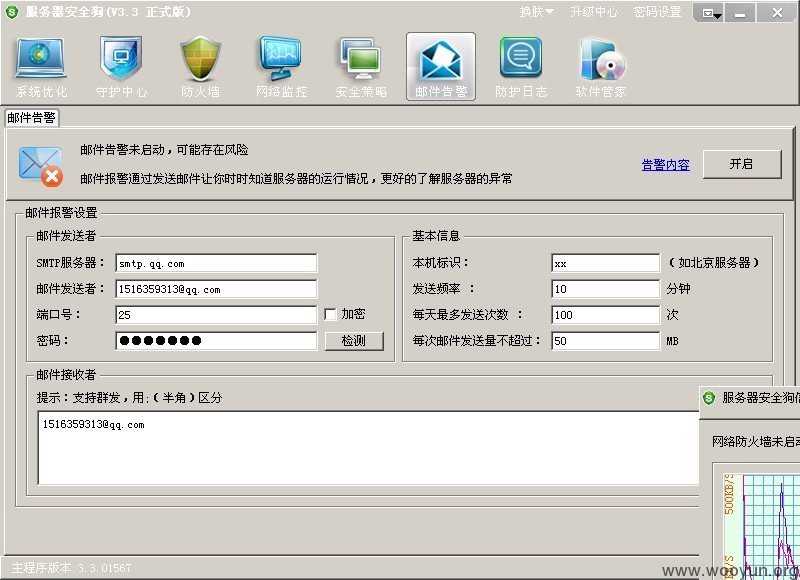 服务器安全狗(V3.3 正式版)
换肤 升级中心 密码设置
系统优化 守护中心 防火墙 网络监控 安全策略 邮件告警 防护日志 软件管家
邮件告警
邮件告警未启动，可能存在风险
邮件报警通过发送邮件让你时时知道服务器的运行情况，更好的了解服务器的异常
告警内容
开启
邮件报警设置
邮件发送者
SMTP服务器： smtp.qq.com
邮件发送者： 1516359313@qq.com
端口号： 25 加密
密码： ●●●●●●● 检测
基本信息
本机标识： xx （如北京服务器）
发送频率 ： 10 分钟
每天最多发送次数 ： 100 次
每次邮件发送量不超过： 50 MB
邮件接收者
提示：支持群发，用;（半角）区分
1516359313@qq.com
服务器安全狗信
网络防火墙未启动
500KB/S
/S
主程序版本:3.3.01567
www.wooyun.org